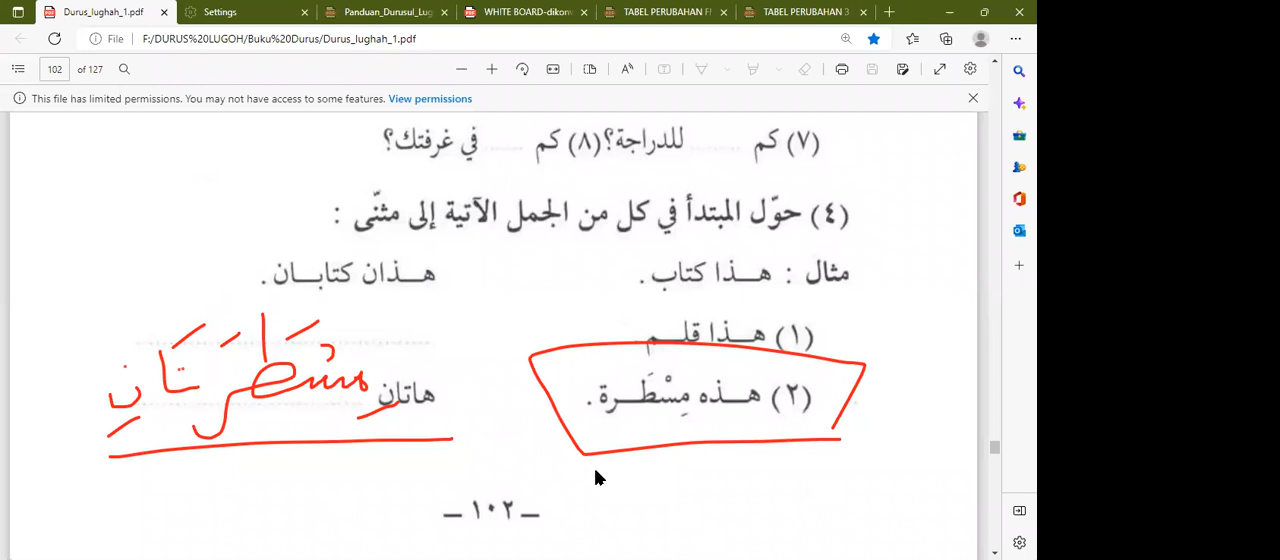 Durus_lughah_1.pdf Settings Panduan_Durusul_Lug WHITE BOARD-dikonv TABEL PERUBAHAN FI TABEL PERUBAHAN 3
File F:/DURUS%20LUGOH/Buku%20Durus/Durus_lughah_1.pdf
102 of 127
This file has limited permissions. You may not have access to some features. View permissions
(٧) كم ...... للدراجة؟ (٨) كم ...... في غرفتك؟
(٤) حوّل المبتدأ في كل من الجمل الآتية إلى مثنّى :
مثال : هـذا كتاب . هـذان كتابـان .
(١) هـذا قلـم .
(٢) هـذه مِسْطَـرة . هاتانِ مِسْطَرَتَانِ
— ١٠٢ —